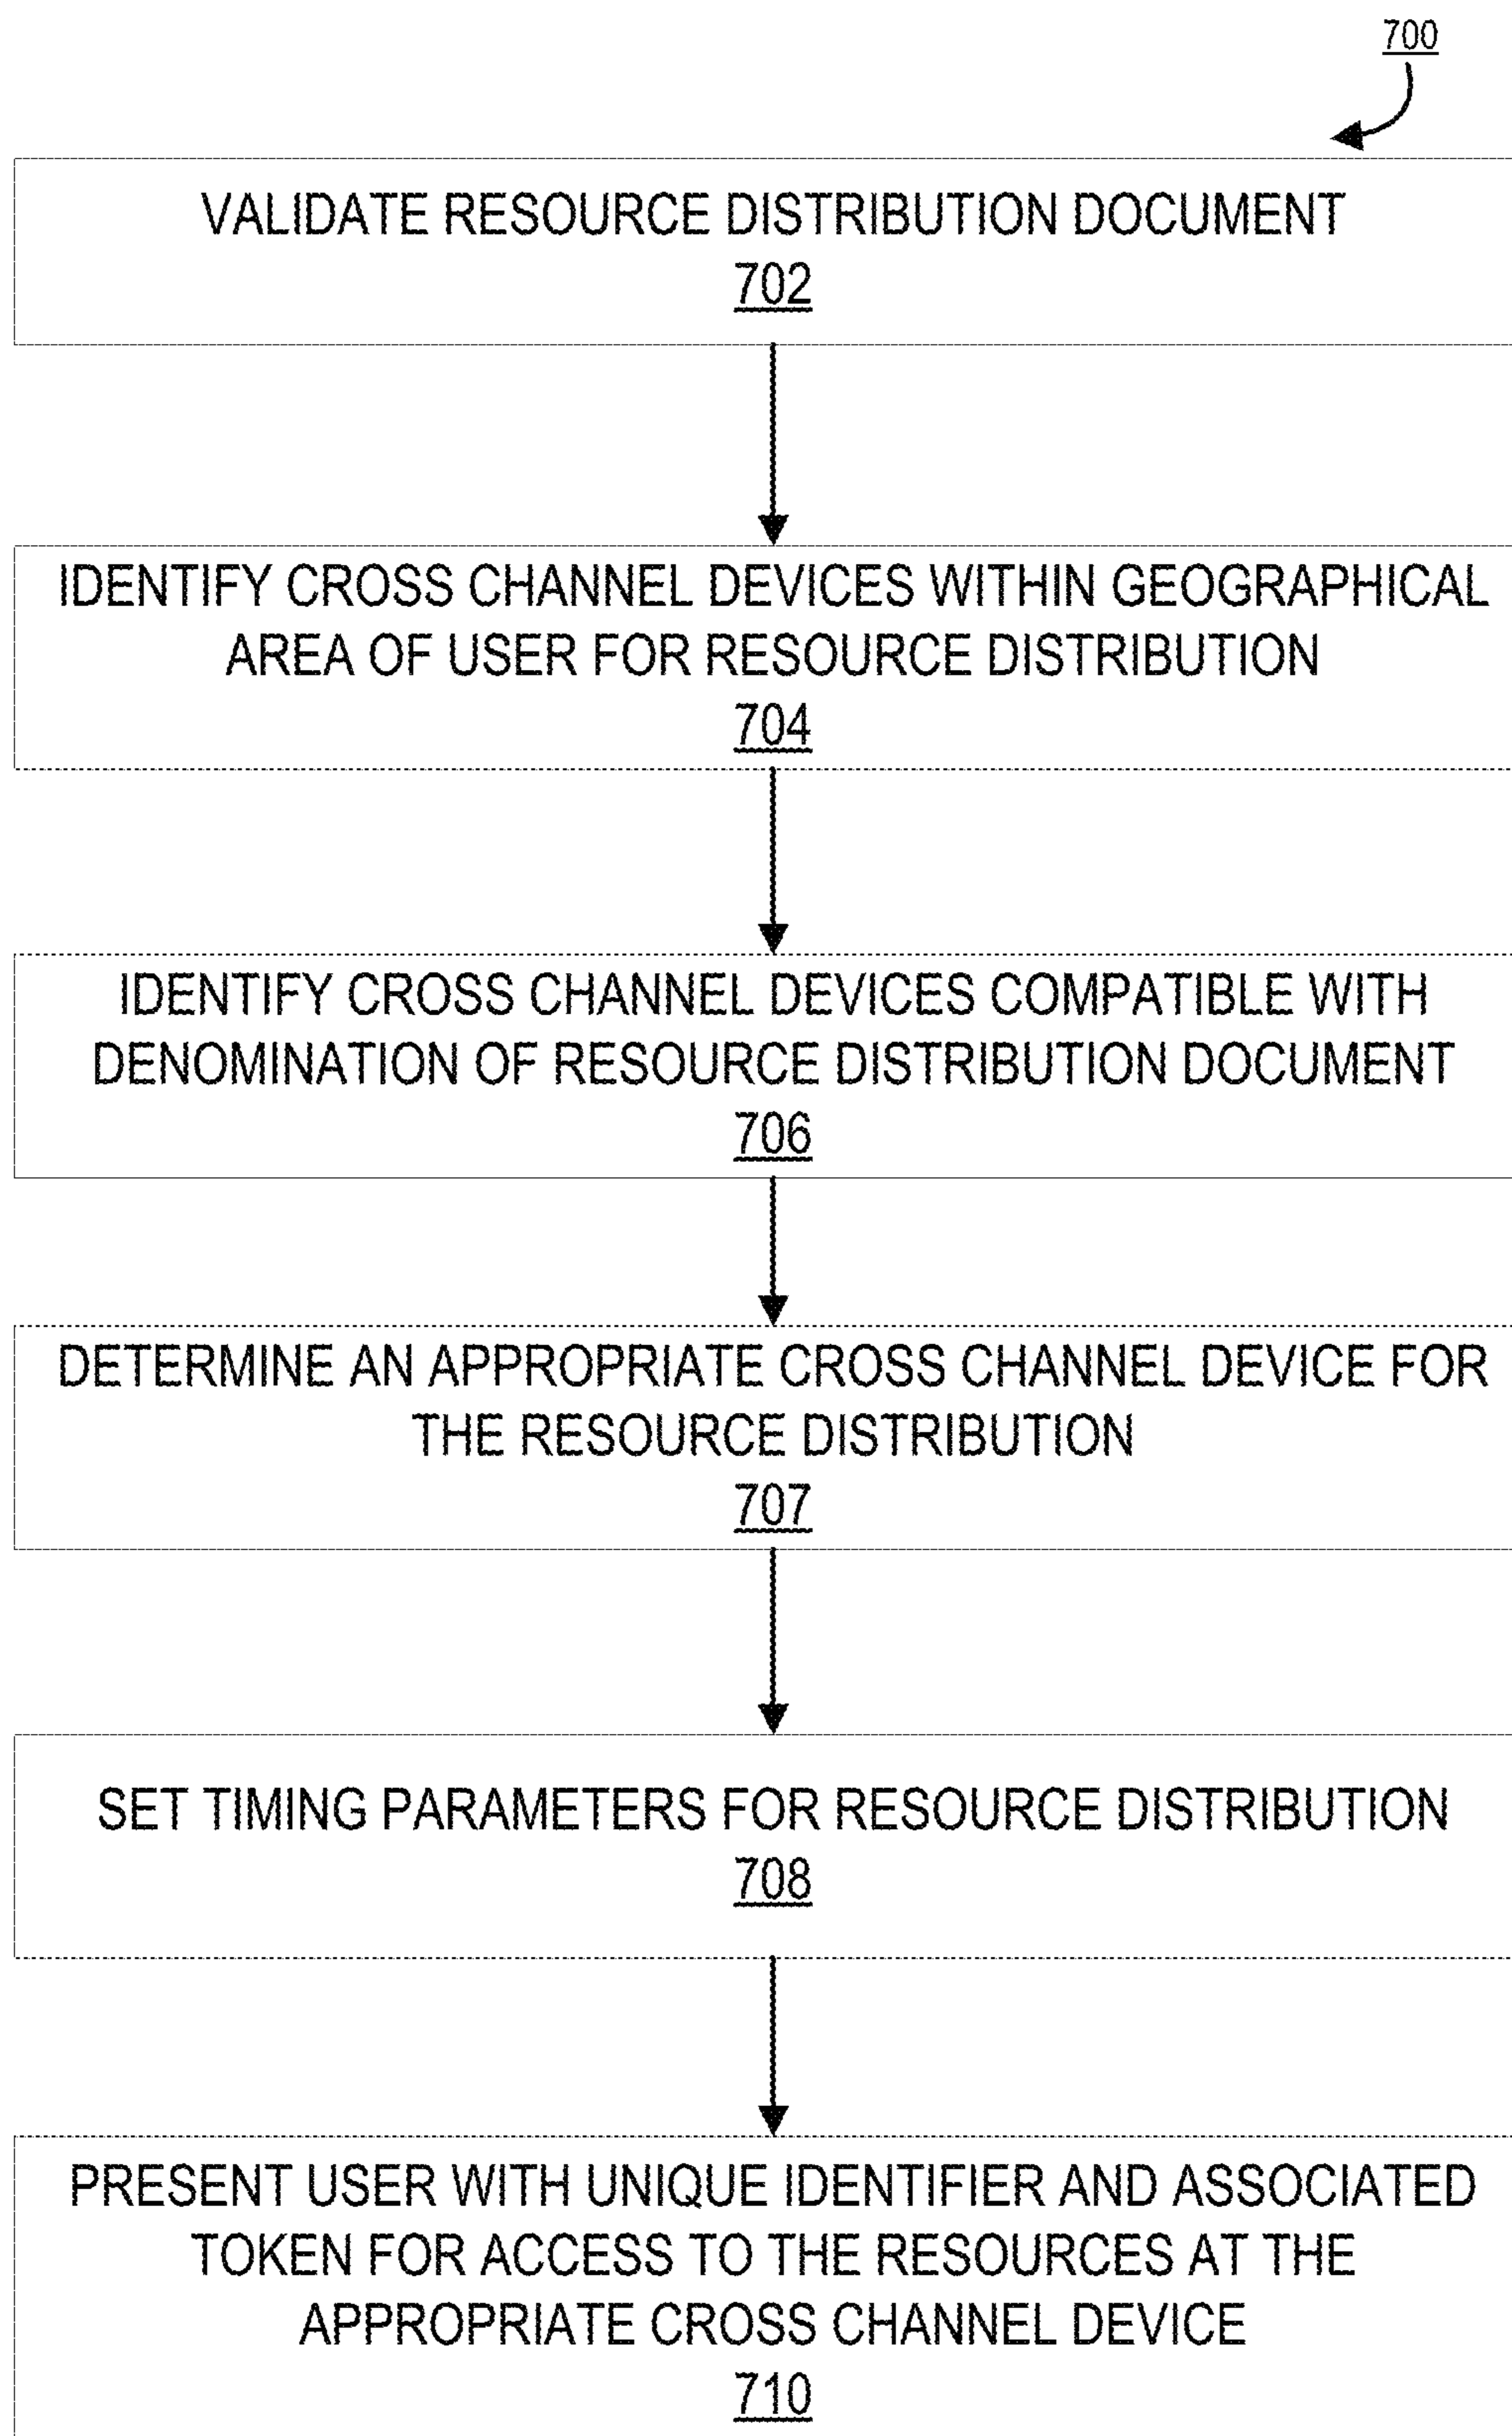 700
VALIDATE RESOURCE DISTRIBUTION DOCUMENT
702
IDENTIFY CROSS CHANNEL DEVICES WITHIN GEOGRAPHICAL
AREA OF USER FOR RESOURCE DISTRIBUTION
704
IDENTIFY CROSS CHANNEL DEVICES COMPATIBLE WITH
DENOMINATION OF RESOURCE DISTRIBUTION DOCUMENT
706
DETERMINE AN APPROPRIATE CROSS CHANNEL DEVICE FOR
THE RESOURCE DISTRIBUTION
707
SET TIMING PARAMETERS FOR RESOURCE DISTRIBUTION
708
PRESENT USER WITH UNIQUE IDENTIFIER AND ASSOCIATED
TOKEN FOR ACCESS TO THE RESOURCES AT THE
APPROPRIATE CROSS CHANNEL DEVICE
710